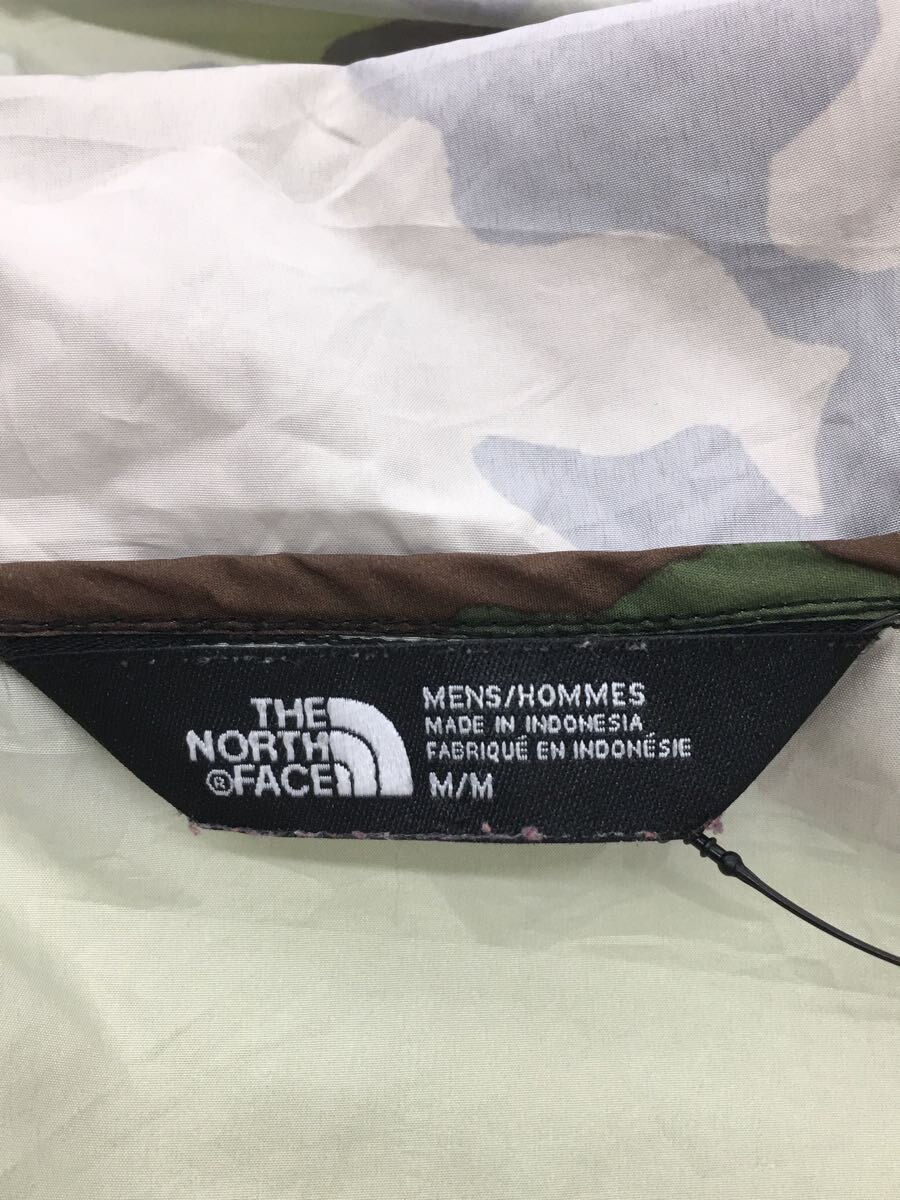 THE
NORTH
®FACE
MENS/HOMMES
MADE IN INDONESIA
FABRIQUÉ EN INDONÉSIE
M/M